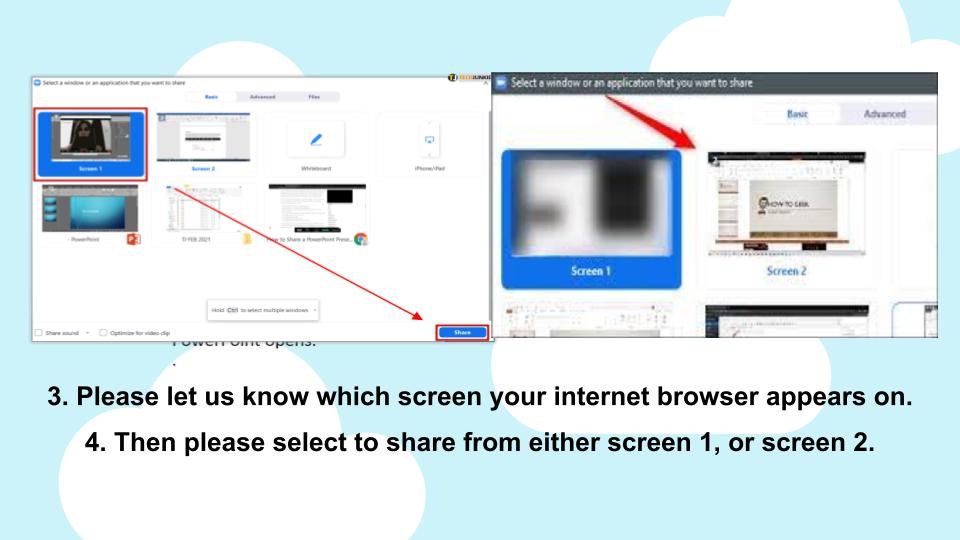 Select a window or an application that you want to share
TECHJUNKIE
Basic Advanced Files
Screen 1
Screen 2
Whiteboard
iPhone/iPad
- PowerPoint
TJ FEB 2021
How to Share a PowerPoint Prese...
Hold Ctrl to select multiple windows
Share sound
Optimize for video clip
Share
Select a window or an application that you want to share
Basic Advanced
HOW-TO GEEK
Screen 1
Screen 2
PowerPoint opens.
3. Please let us know which screen your internet browser appears on.
4. Then please select to share from either screen 1, or screen 2.